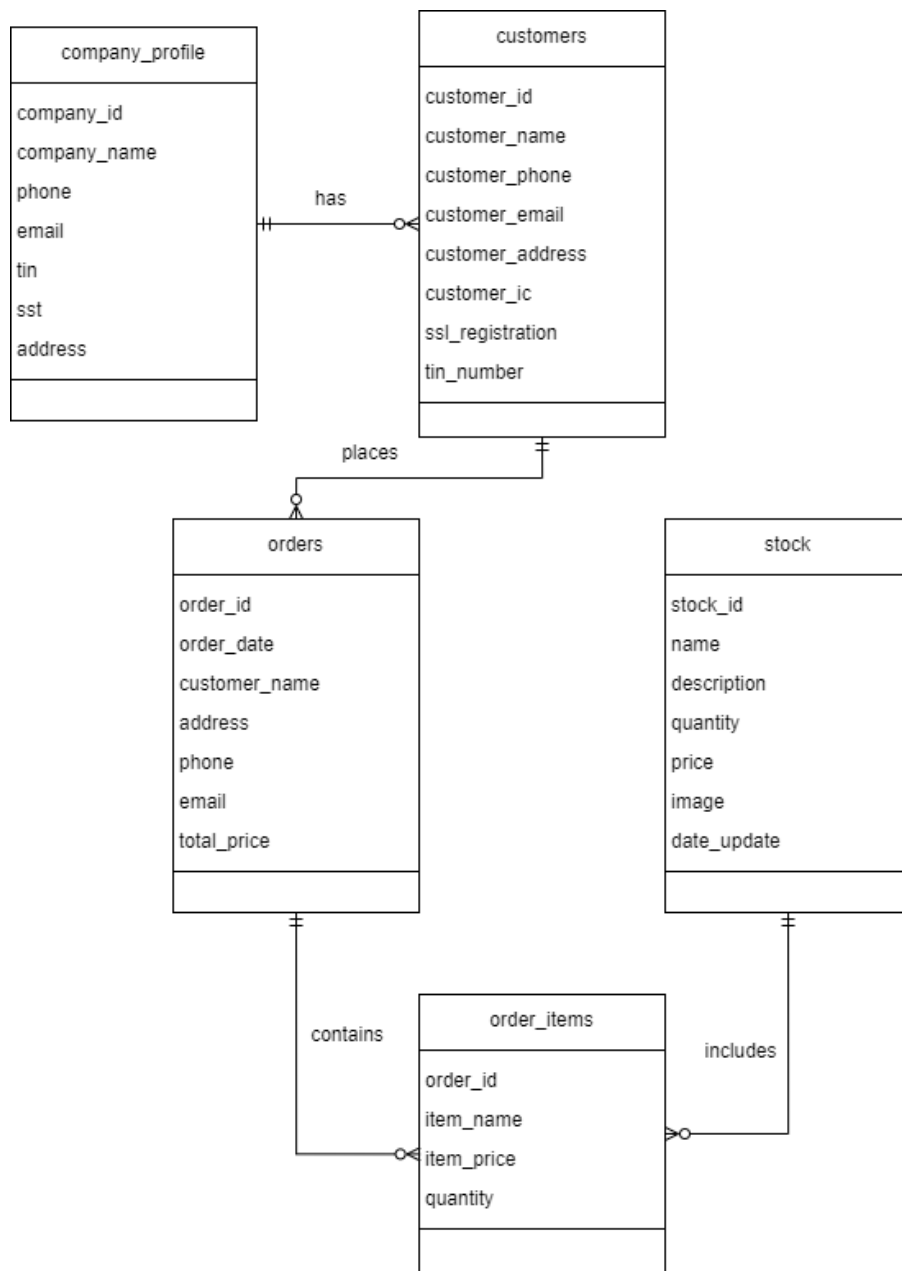 company_profile
company_id
company_name
phone
email
tin
sst
address
has
customers
customer_id
customer_name
customer_phone
customer_email
customer_address
customer_ic
ssl_registration
tin_number
places
orders
order_id
order_date
customer_name
address
phone
email
total_price
stock
stock_id
name
description
quantity
price
image
date_update
contains
order_items
order_id
item_name
item_price
quantity
includes